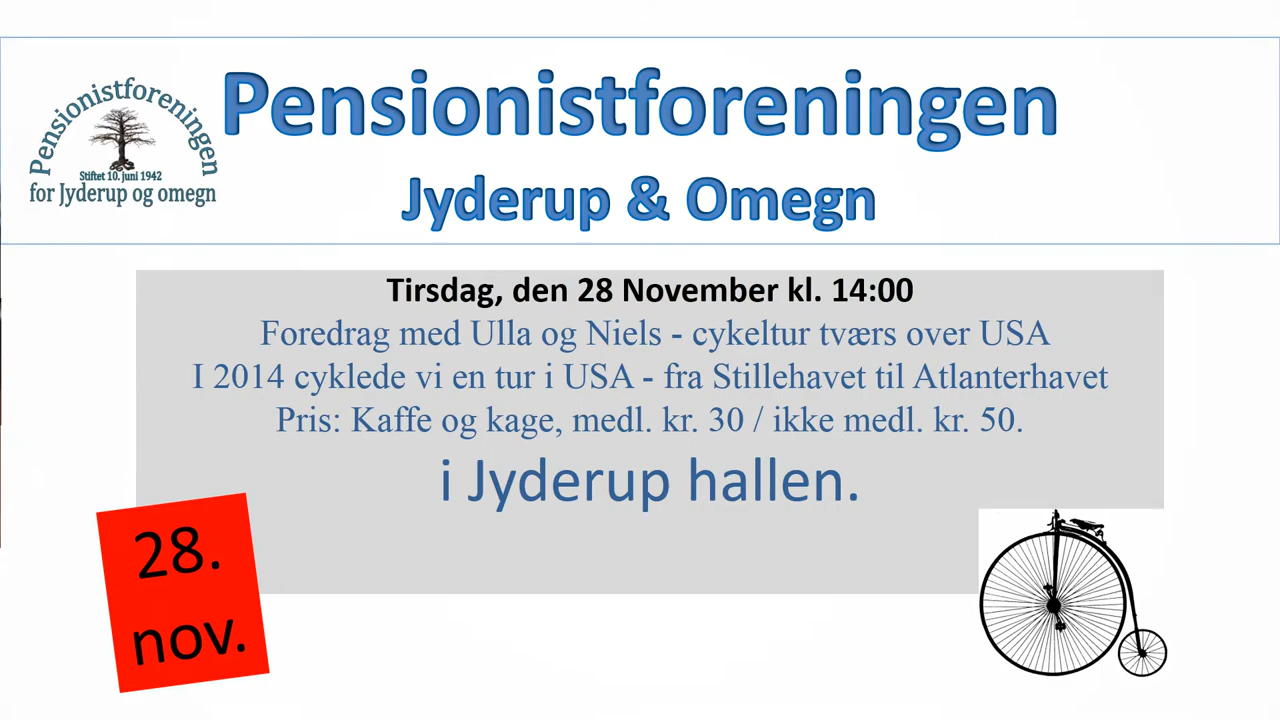 Pensionistforeningen
Stiftet 10. juni 1942
for Jyderup og omegn
Pensionistforeningen
Jyderup & Omegn
Tirsdag, den 28 November kl. 14:00
Foredrag med Ulla og Niels - cykeltur tværs over USA
I 2014 cyklede vi en tur i USA - fra Stillehavet til Atlanterhavet
Pris: Kaffe og kage, medl. kr. 30 / ikke medl. kr. 50.
i Jyderup hallen.
28.
nov.